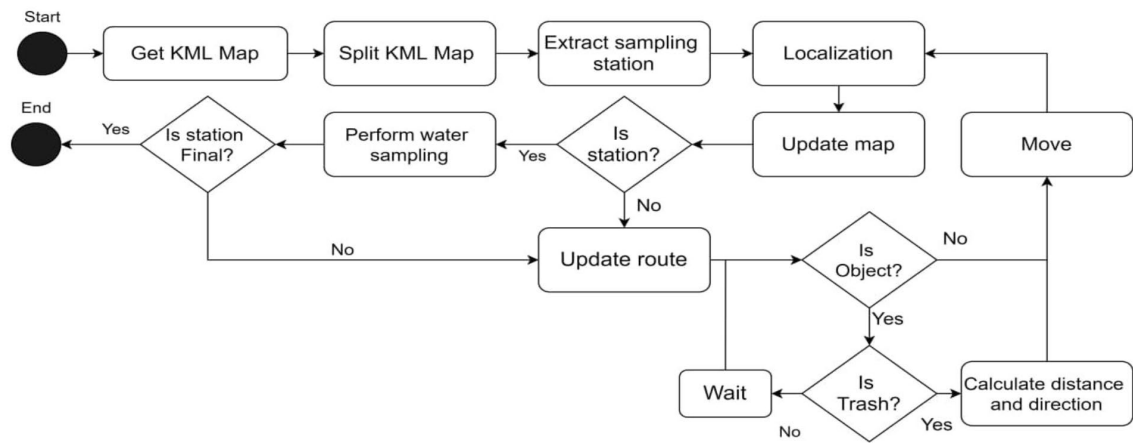 Start
Get KML Map
Split KML Map
Extract sampling
station
Localization
End
Yes
Is station
Final?
Perform water
sampling
Yes
Is
station?
Update map
Move
No
No
Update route
Is
Object?
No
Yes
Wait
Is
Trash?
No
Yes
Calculate distance
and direction